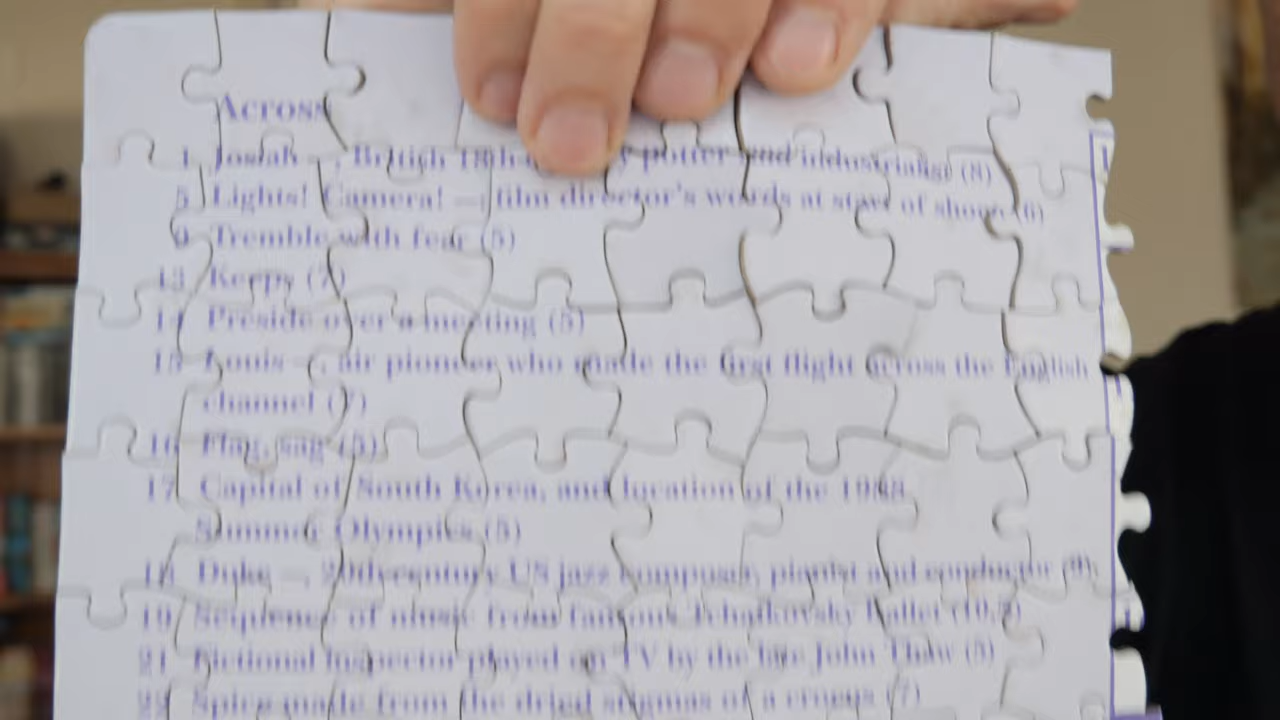 Across
1 Josiah —, British 18th potter and industrialist (8)
5 Lights! Camera! —, film director's words at start of shoot (6)
9 Tremble with fear (5)
13 (7)
14 Preside over a meeting (5)
15 Louis —, air pioneer who made the first flight across the English
channel (7)
16 Flag, sag (5)
17 Capital of South Korea, and location of the 1988
Summer Olympics (5)
18 Duke —, 20th-century US jazz composer, pianist and conductor (9)
19 Sequence of music from famous Tchaikovsky ballet (10,5)
21 Fictional Inspector played on TV by the late John Thaw (5)
22 Spice made from the dried stigmas of a crocus (7)